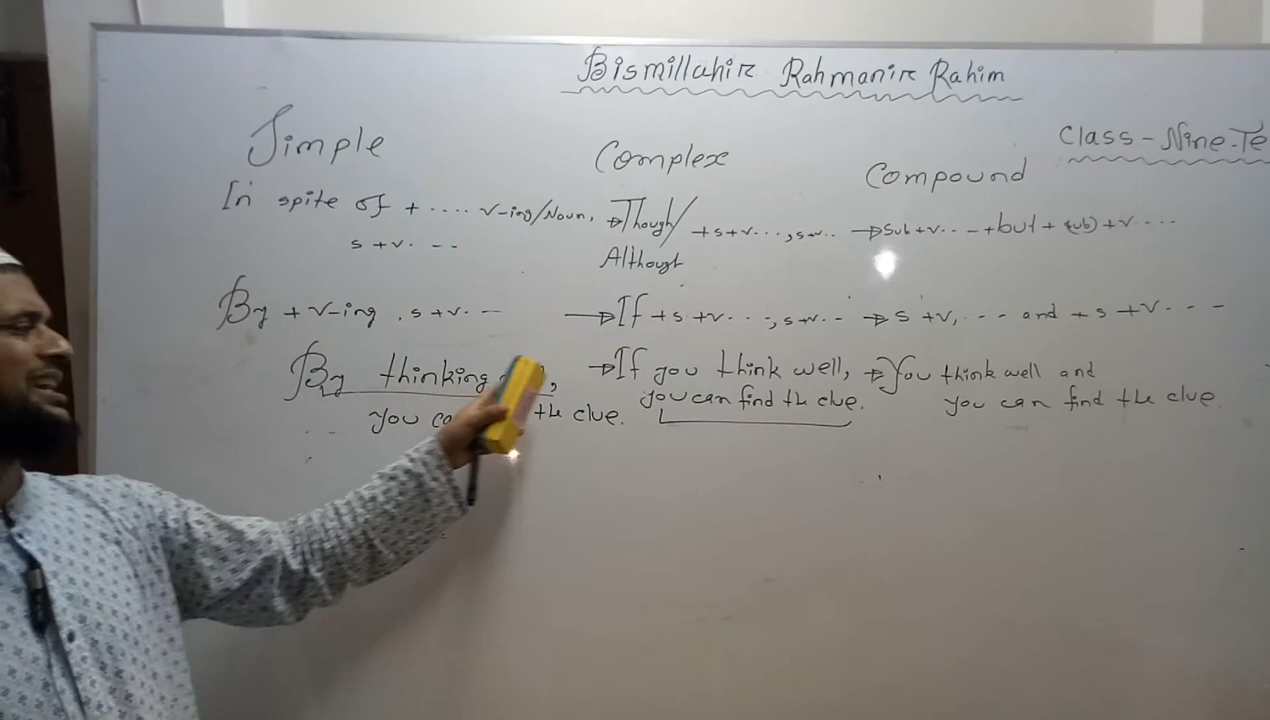 Bismillahir Rahmanir Rahim
Class - Nine-Te
Simple
Complex
Compound
In spite of + .... v-ing/Noun,
s + v. ...
→ Though/
Although
+ s + v..., s+v..
→ Sub + v.. - + but + sub) + v ....
By + v-ing , s + v. ...
→ If + s + v...., s+v...
→ s + v, ... and + s + v ....
By thinking
you the clue.
→ If you think well,
you can find the clue.
→ You think well and
you can find the clue.